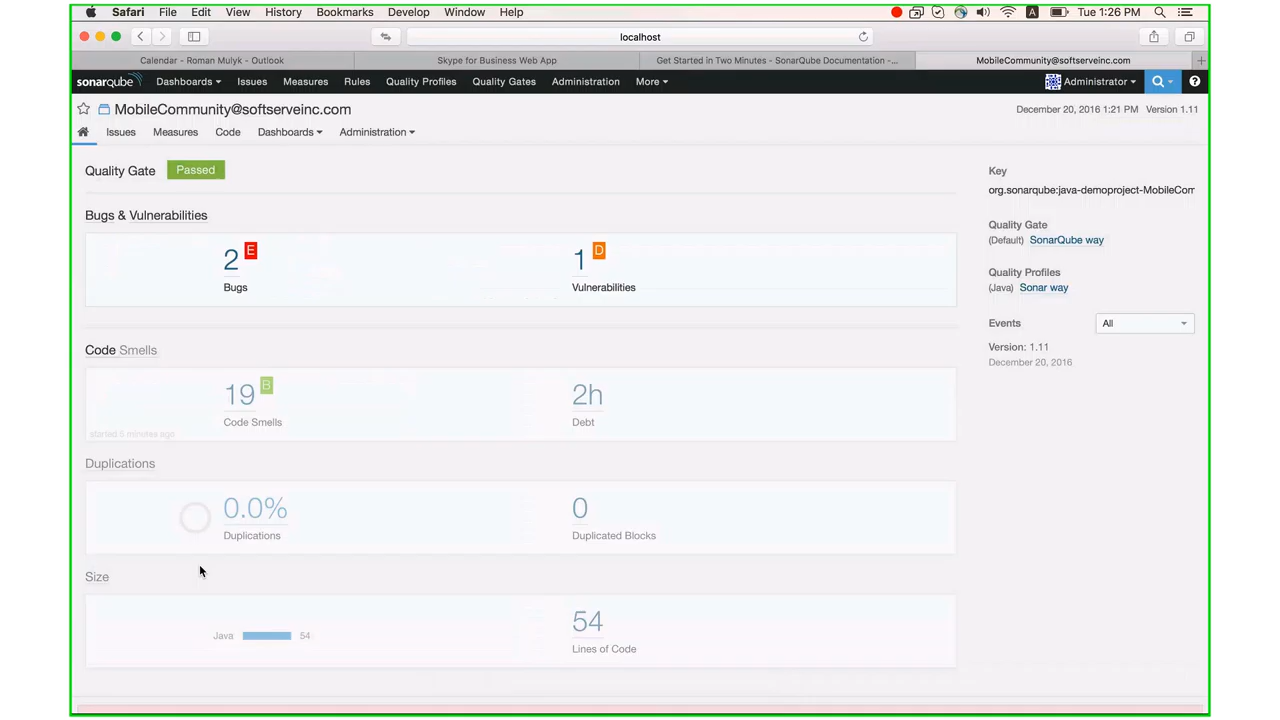 Safari File Edit View History Bookmarks Develop Window Help A Tue 1:26 PM
localhost
Calendar - Roman Mulyk - Outlook Skype for Business Web App Get Started in Two Minutes - SonarQube Documentation -... MobileCommunity@softserveinc.com +
sonarqube Dashboards Issues Measures Rules Quality Profiles Quality Gates Administration More Administrator ?
MobileCommunity@softserveinc.com December 20, 2016 1:21 PM Version 1.11
Issues Measures Code Dashboards Administration
Quality Gate Passed
Key
org.sonarqube:java-demoproject-MobileCom
Bugs & Vulnerabilities
Quality Gate
(Default) SonarQube way
2 E 1 D
Bugs Vulnerabilities
Quality Profiles
(Java) Sonar way
Events All
Version: 1.11
December 20, 2016
Code Smells
19 B 2h
Code Smells Debt
started 5 minutes ago
Duplications
0.0% 0
Duplications Duplicated Blocks
Size
Java 54 54
Lines of Code